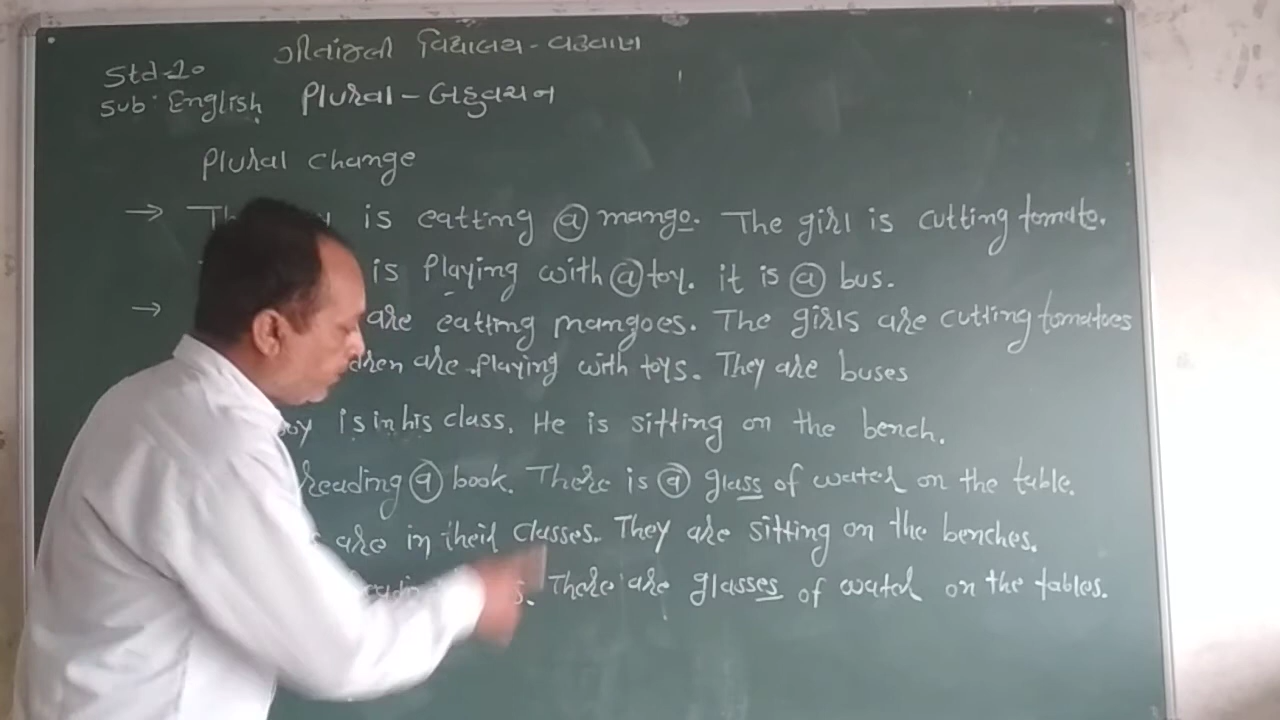 ગીતાંજલી વિદ્યાલય - વઢવાણ
Std-10
Sub: English, Plural - બહુવચન
Plural change
→ is eatting @ mango. The girl is cutting tomato.
is Playing with @ toy. it is @ bus.
→ are eatting mangoes. The girls are cutting tomatoes
are playing with toys. They are buses
is in his class. He is sitting on the bench.
reading @ book. There is @ glass of water on the table.
are in their classes. They are sitting on the benches.
There are glasses of water on the tables.